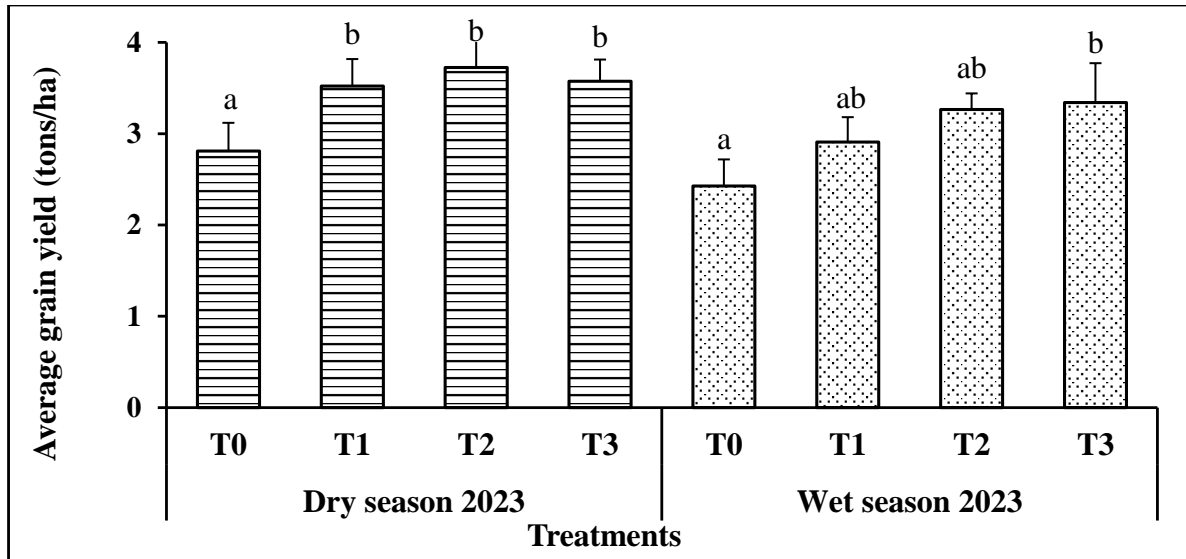 Average grain yield (tons/ha)
4
3
2
1
0
a
b
b
b
a
ab
ab
b
T0
T1
T2
T3
T0
T1
T2
T3
Dry season 2023
Wet season 2023
Treatments